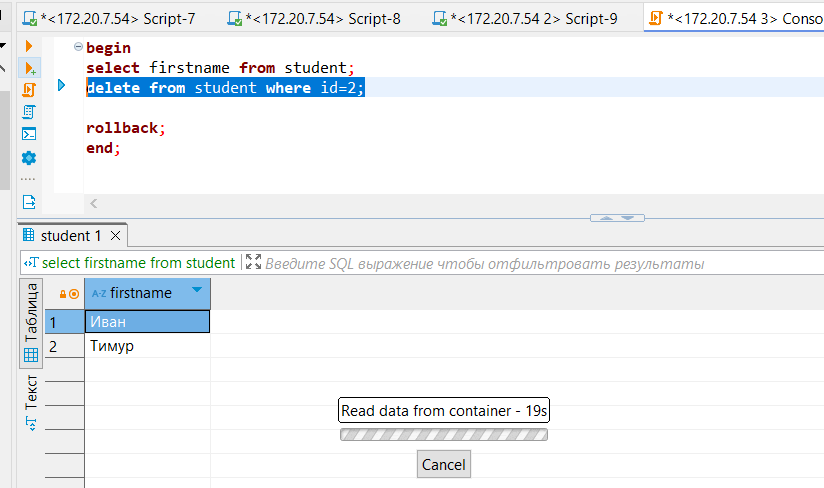 *<172.20.7.54> Script-7 *<172.20.7.54> Script-8 *<172.20.7.54 2> Script-9 *<172.20.7.54 3> Conso
begin
select firstname from student;
delete from student where id=2;
rollback;
end;
student 1
select firstname from student Введите SQL выражение чтобы отфильтровать результаты
Таблица
Текст
A-Z firstname
1 Иван
2 Тимур
Read data from container - 19s
Cancel